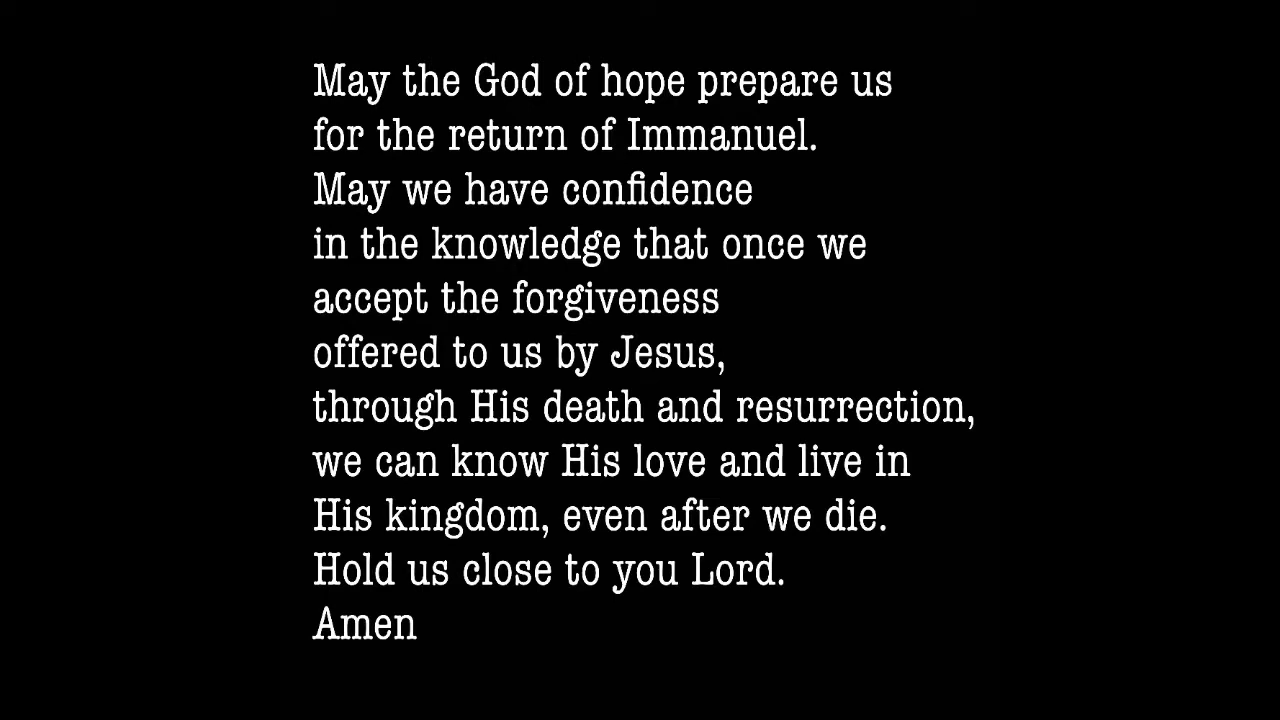 May the God of hope prepare us
for the return of Immanuel.
May we have confidence
in the knowledge that once we
accept the forgiveness
offered to us by Jesus,
through His death and resurrection,
we can know His love and live in
His kingdom, even after we die.
Hold us close to you Lord.
Amen